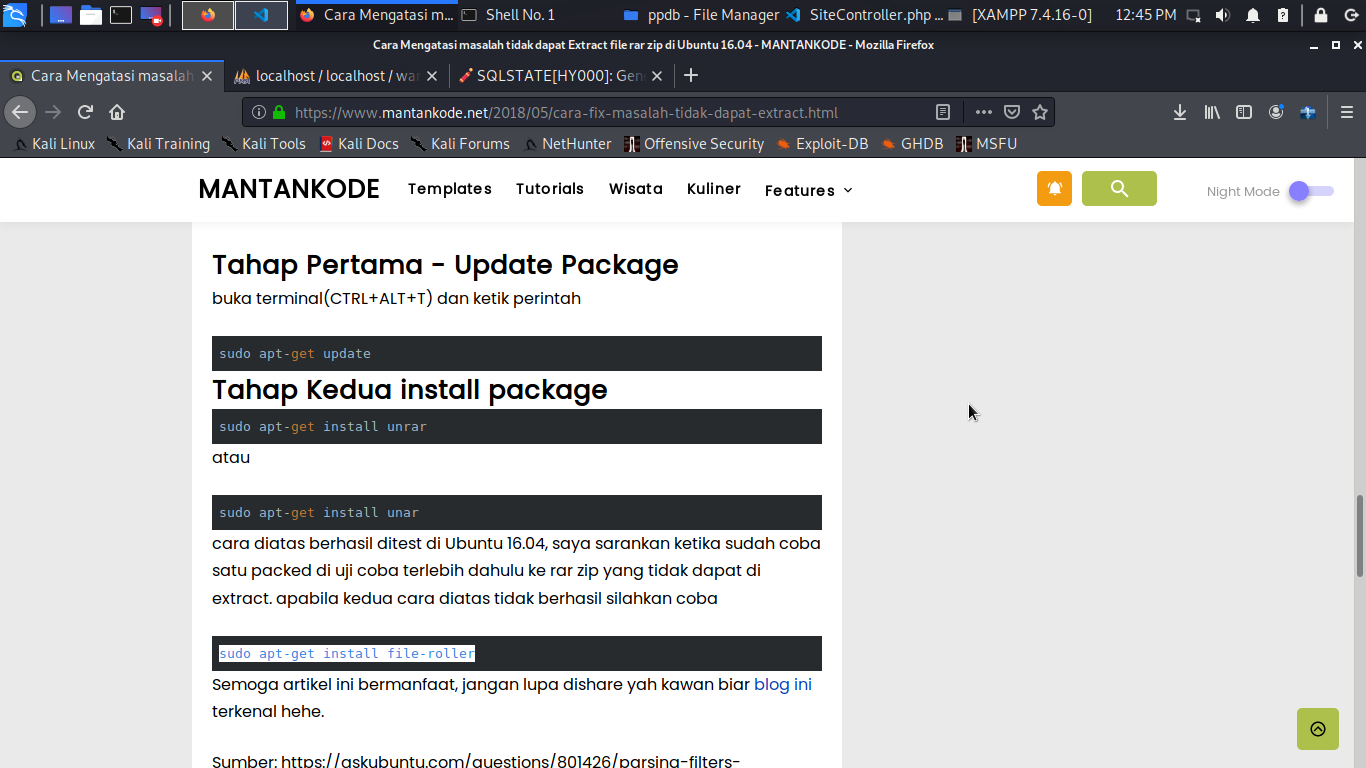 Cara Mengatasi m...
Shell No. 1
ppdb - File Manager
SiteController.php ...
[XAMPP 7.4.16-0]
12:45 PM
Cara Mengatasi masalah tidak dapat Extract file rar zip di Ubuntu 16.04 - MANTANKODE - Mozilla Firefox
Cara Mengatasi masalah
localhost / localhost / wa
SQLSTATE[HY000]: Gen
https://www.mantankode.net/2018/05/cara-fix-masalah-tidak-dapat-extract.html
Kali Linux
Kali Training
Kali Tools
Kali Docs
Kali Forums
NetHunter
Offensive Security
Exploit-DB
GHDB
MSFU
MANTANKODE
Templates
Tutorials
Wisata
Kuliner
Features
Night Mode
Tahap Pertama - Update Package
buka terminal(CTRL+ALT+T) dan ketik perintah
sudo apt-get update
Tahap Kedua install package
sudo apt-get install unrar
atau
sudo apt-get install unar
cara diatas berhasil ditest di Ubuntu 16.04, saya sarankan ketika sudah coba
satu packed di uji coba terlebih dahulu ke rar zip yang tidak dapat di
extract. apabila kedua cara diatas tidak berhasil silahkan coba
sudo apt-get install file-roller
Semoga artikel ini bermanfaat, jangan lupa dishare yah kawan biar blog ini
terkenal hehe.
Sumber: https://askubuntu.com/questions/801426/parsing-filters-